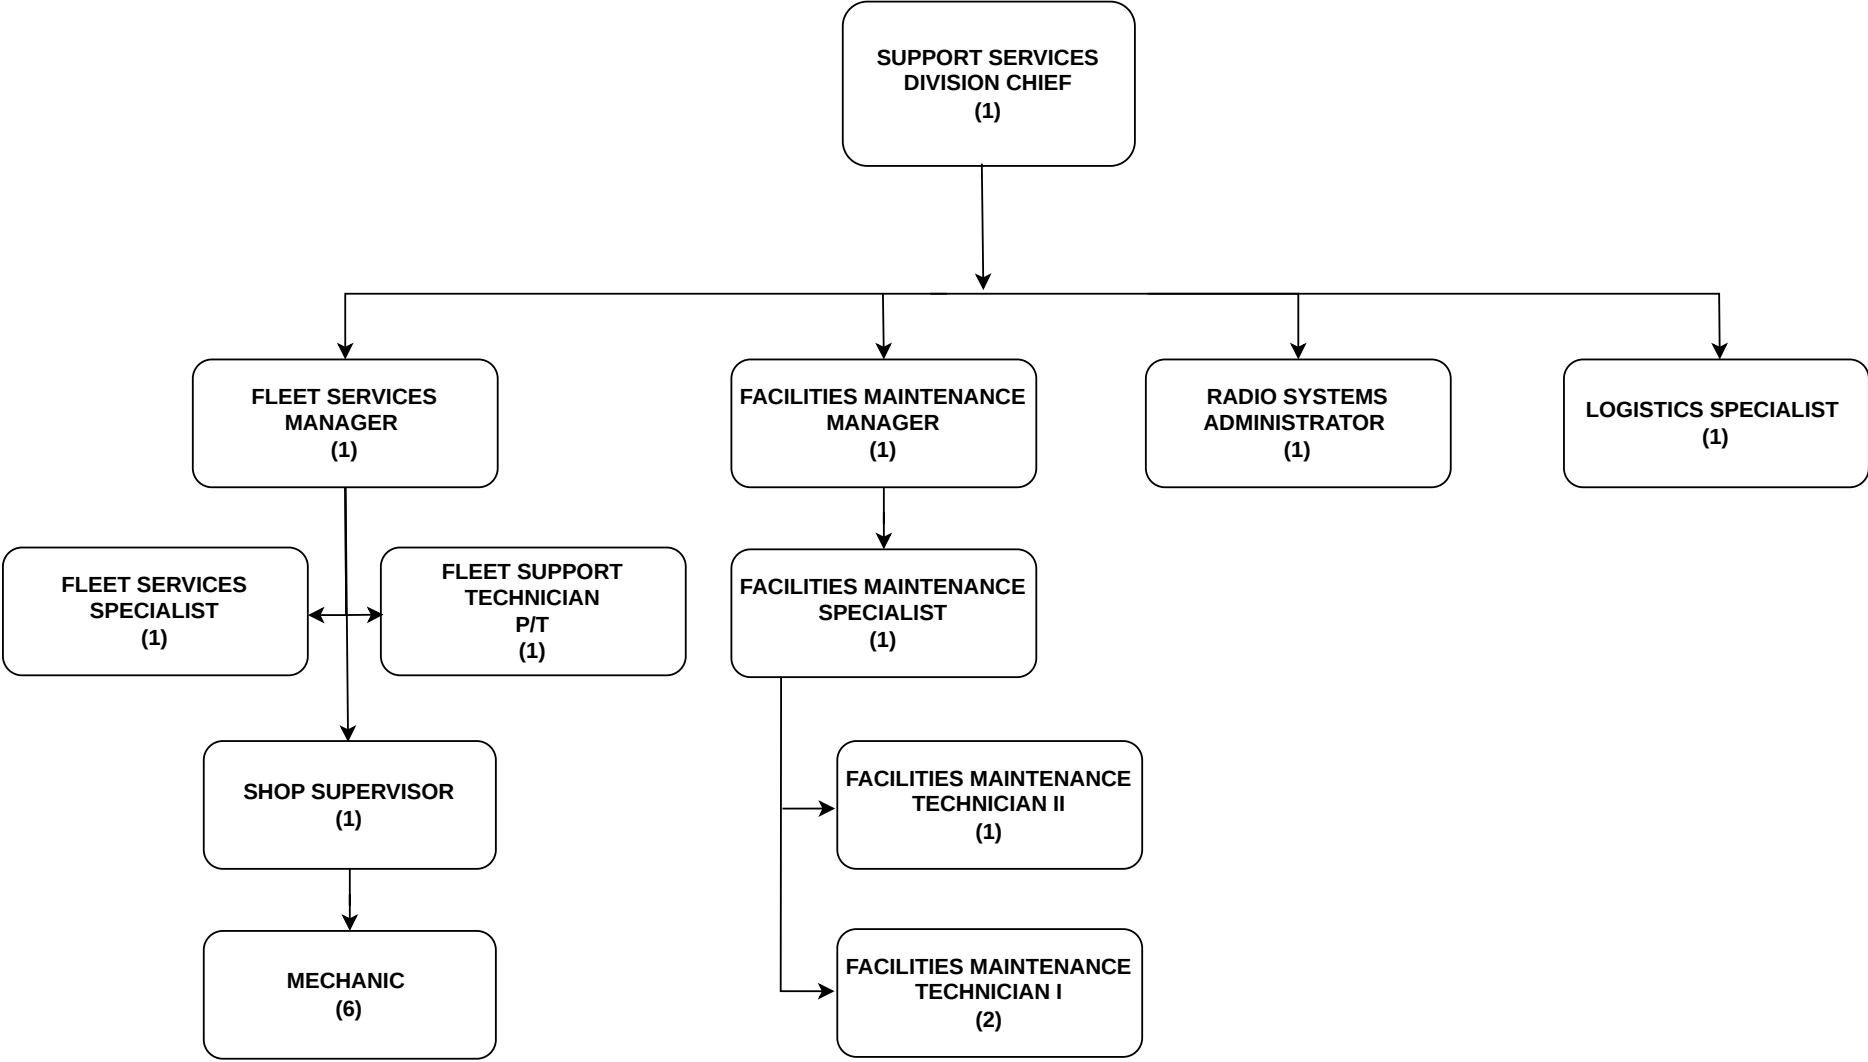 SUPPORT SERVICES
DIVISION CHIEF
(1)
FLEET SERVICES
MANAGER
(1)
FACILITIES MAINTENANCE
MANAGER
(1)
RADIO SYSTEMS
ADMINISTRATOR
(1)
LOGISTICS SPECIALIST
(1)
FLEET SERVICES
SPECIALIST
(1)
FLEET SUPPORT
TECHNICIAN
P/T
(1)
FACILITIES MAINTENANCE
SPECIALIST
(1)
SHOP SUPERVISOR
(1)
FACILITIES MAINTENANCE
TECHNICIAN II
(1)
MECHANIC
(6)
FACILITIES MAINTENANCE
TECHNICIAN I
(2)